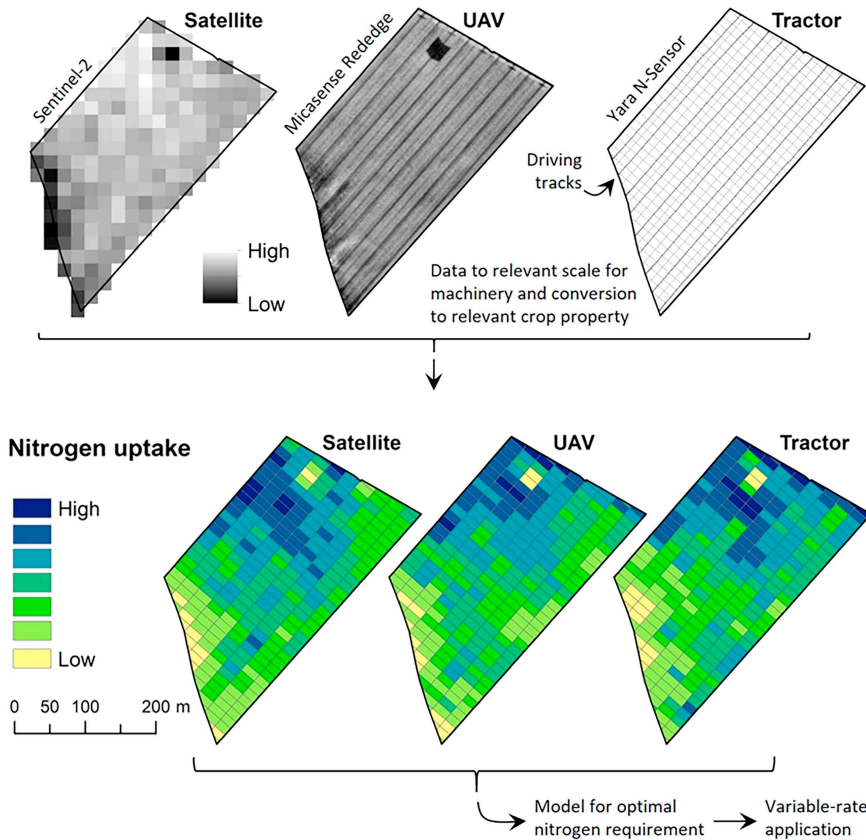 Satellite
UAV
Tractor
Sentinel-2
Micasense Rededge
Yara N-Sensor
Driving
tracks
High
Low
Data to relevant scale for
machinery and conversion
to relevant crop property
Nitrogen uptake
Satellite
UAV
Tractor
High
Low
0 50 100 200 m
Model for optimal
nitrogen requirement
Variable-rate
application